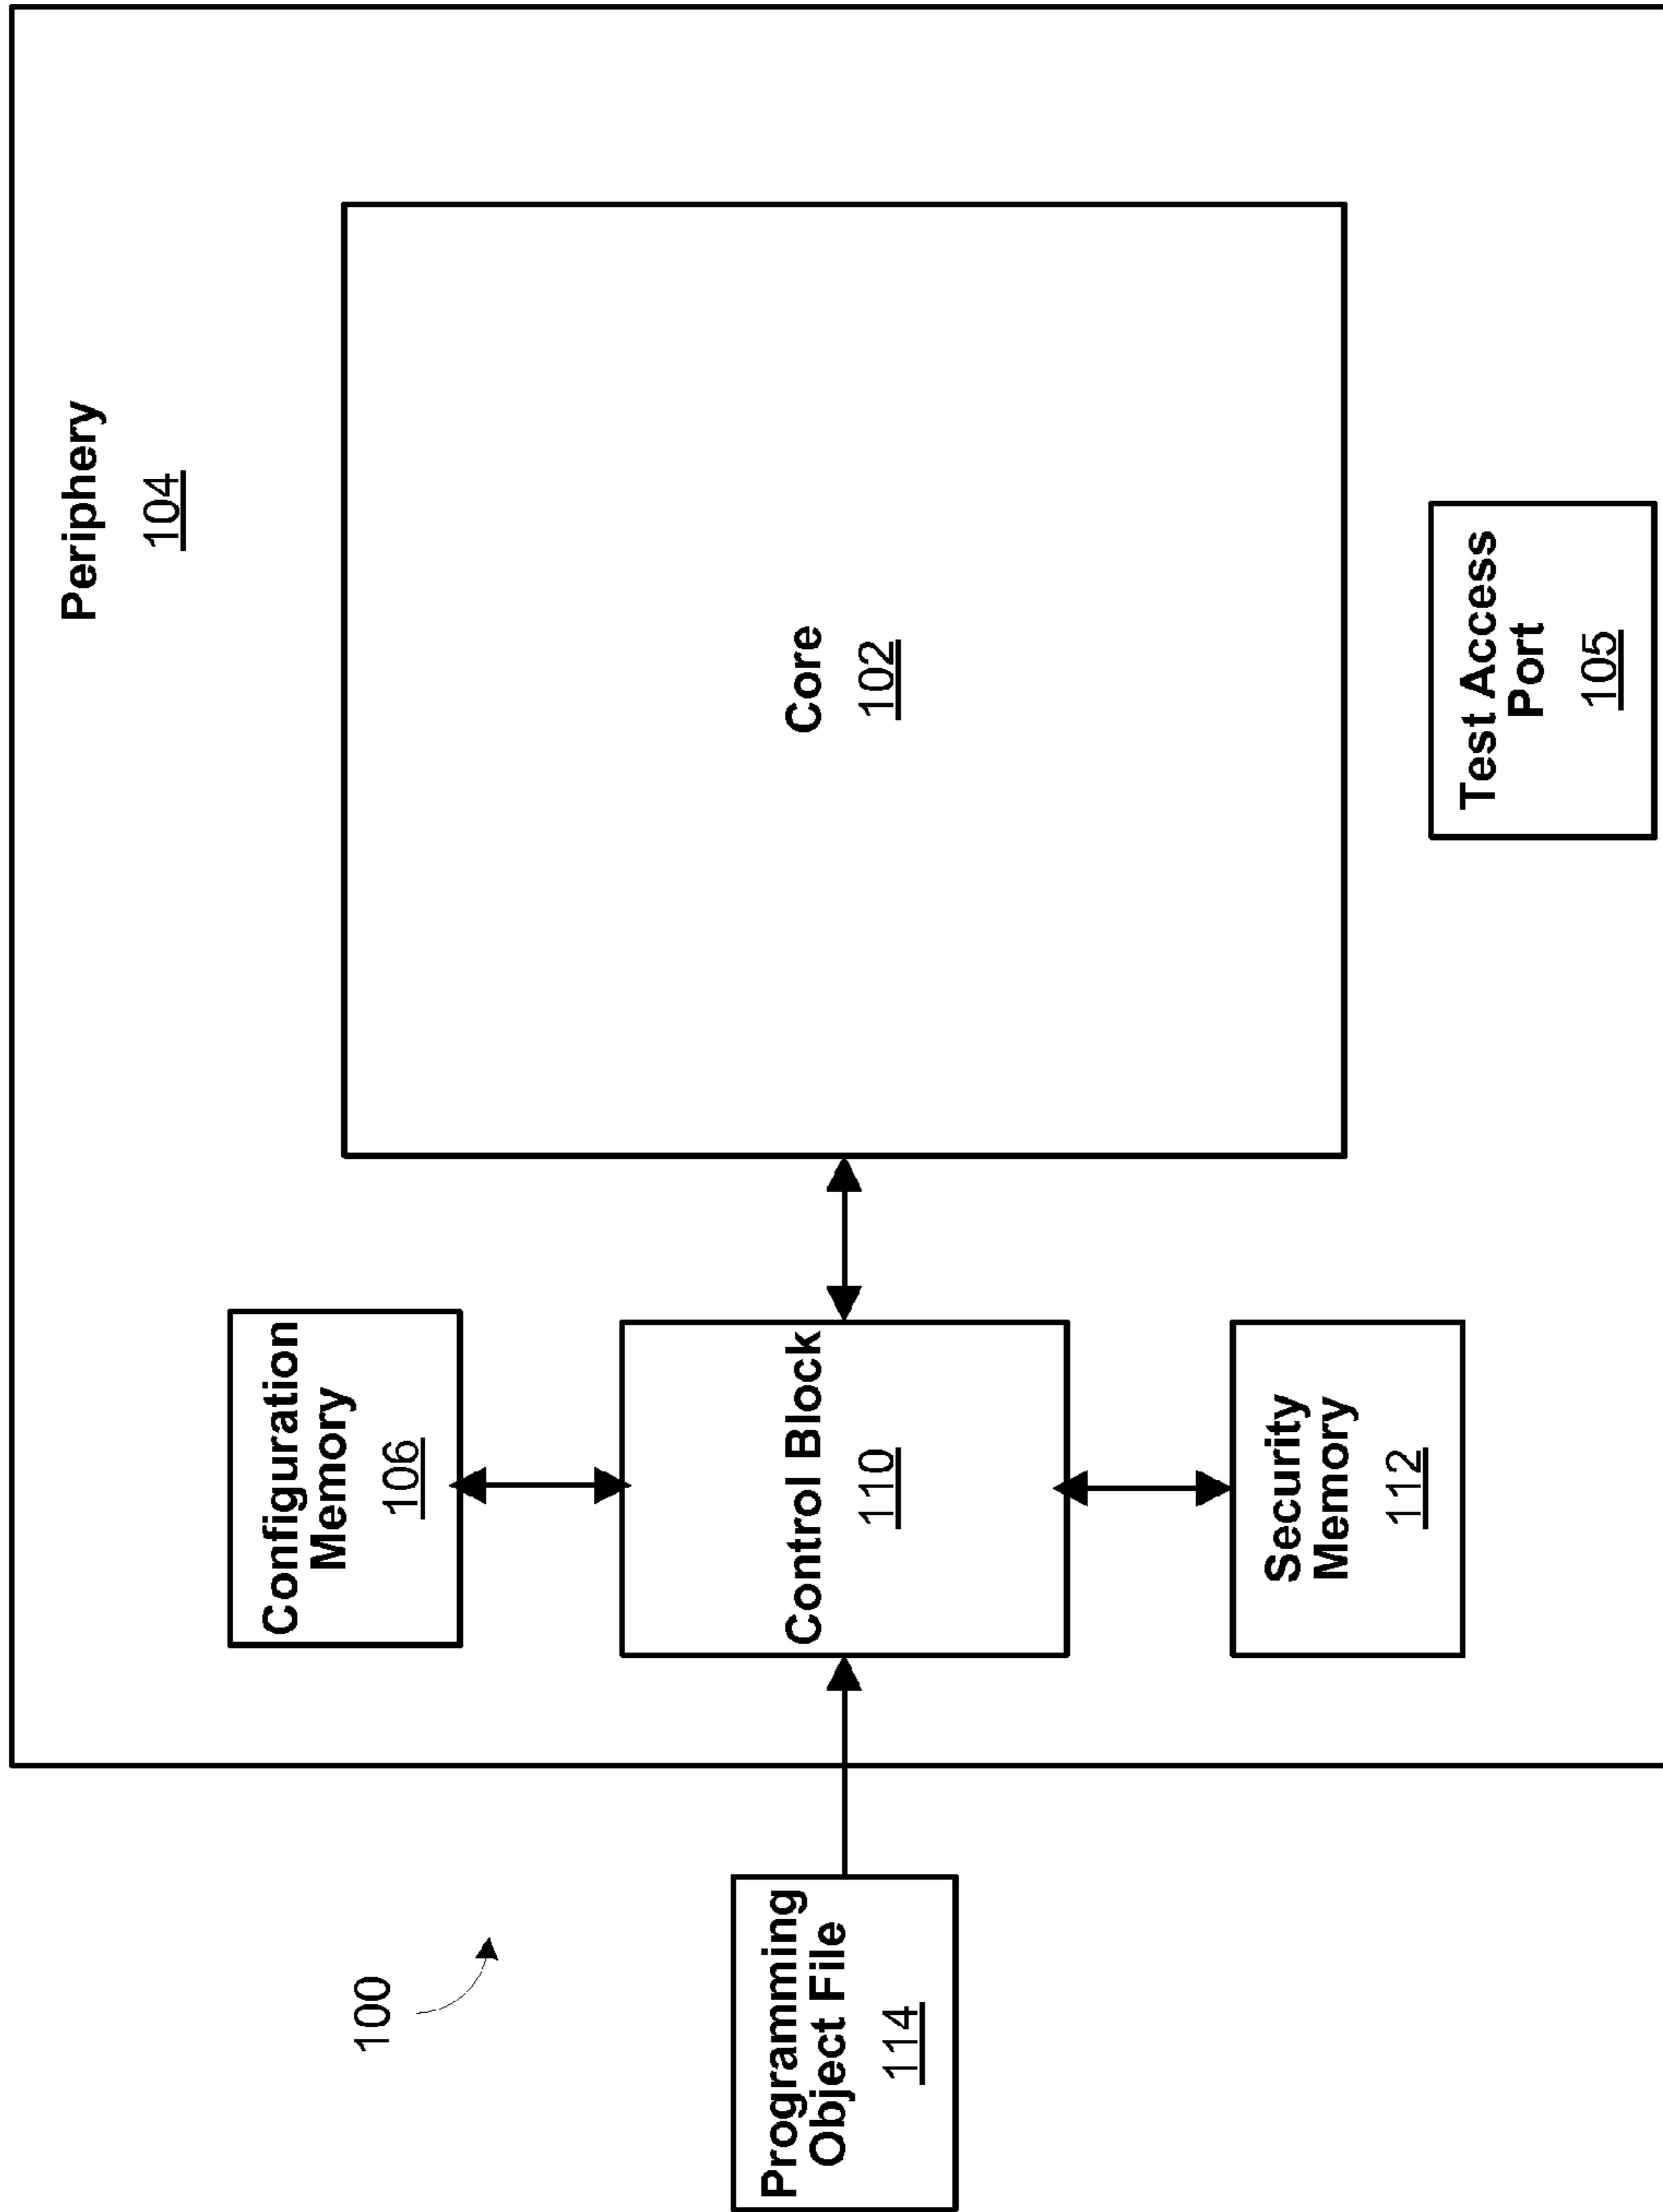 100
Periphery
104
Configuration
Memory
106
Programming
Object File
114
Control Block
110
Core
102
Security
Memory
112
Test Access
Port
105